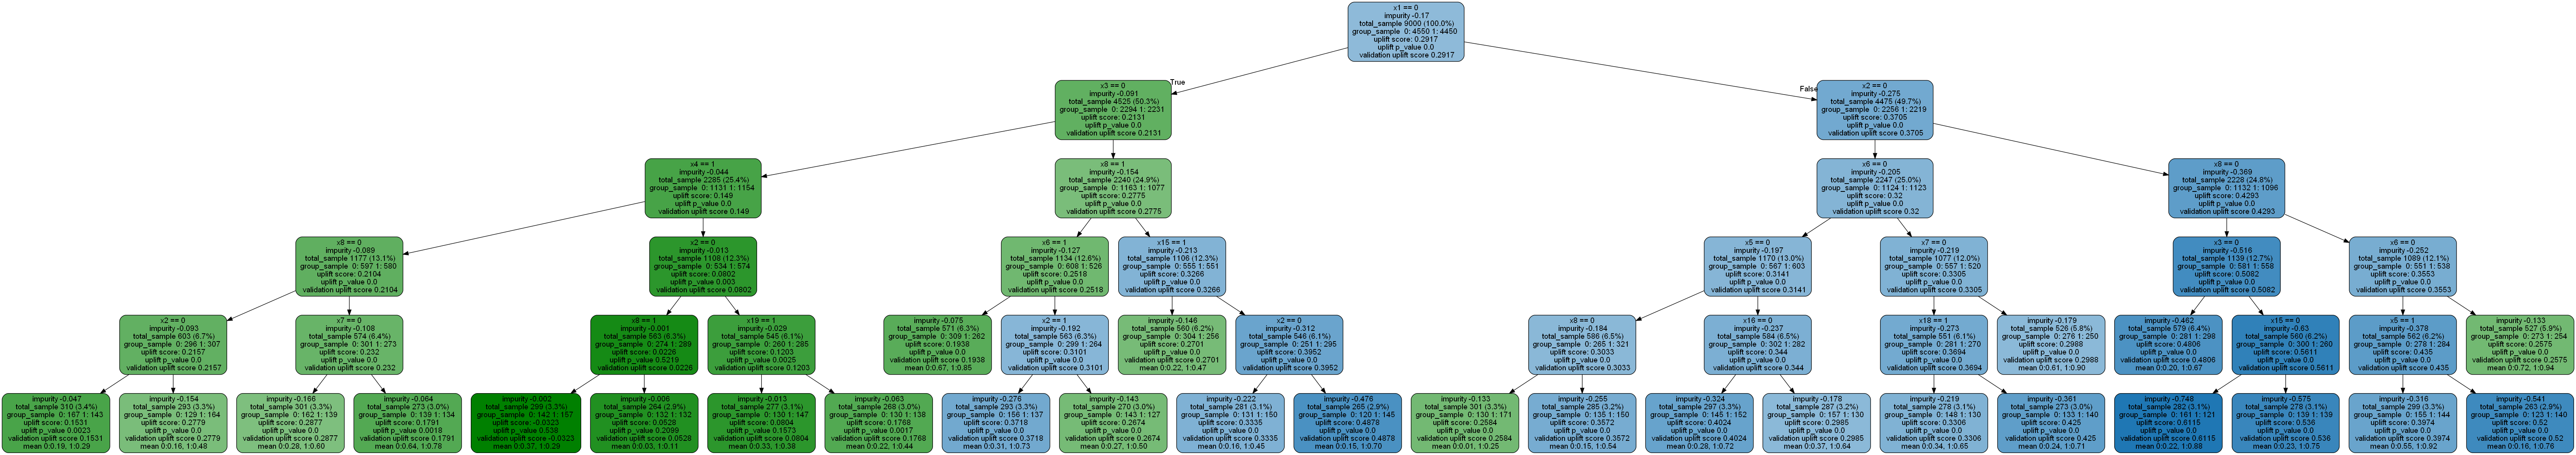 x1 == 0
impurity -0.17
total_sample 9000 (100.0%)
group_sample 0: 4550 1: 4450
uplift score: 0.2917
uplift p_value 0.0
validation uplift score 0.2917
True
False
x3 == 0
impurity -0.091
total_sample 4525 (50.3%)
group_sample 0: 2294 1: 2231
uplift score: 0.2131
uplift p_value 0.0
validation uplift score 0.2131
x2 == 0
impurity -0.275
total_sample 4475 (49.7%)
group_sample 0: 2256 1: 2219
uplift score: 0.3705
uplift p_value 0.0
validation uplift score 0.3705
x4 == 1
impurity -0.044
total_sample 2285 (25.4%)
group_sample 0: 1131 1: 1154
uplift score: 0.149
uplift p_value 0.0
validation uplift score 0.149
x8 == 1
impurity -0.154
total_sample 2240 (24.9%)
group_sample 0: 1163 1: 1077
uplift score: 0.2775
uplift p_value 0.0
validation uplift score 0.2775
x6 == 0
impurity -0.205
total_sample 2247 (25.0%)
group_sample 0: 1124 1: 1123
uplift score: 0.32
uplift p_value 0.0
validation uplift score 0.32
x8 == 0
impurity -0.369
total_sample 2228 (24.8%)
group_sample 0: 1132 1: 1096
uplift score: 0.4293
uplift p_value 0.0
validation uplift score 0.4293
x8 == 0
impurity -0.089
total_sample 1177 (13.1%)
group_sample 0: 597 1: 580
uplift score: 0.2104
uplift p_value 0.0
validation uplift score 0.2104
x2 == 0
impurity -0.013
total_sample 1108 (12.3%)
group_sample 0: 534 1: 574
uplift score: 0.0802
uplift p_value 0.003
validation uplift score 0.0802
x6 == 1
impurity -0.127
total_sample 1134 (12.6%)
group_sample 0: 608 1: 526
uplift score: 0.2518
uplift p_value 0.0
validation uplift score 0.2518
x15 == 1
impurity -0.213
total_sample 1106 (12.3%)
group_sample 0: 555 1: 551
uplift score: 0.3266
uplift p_value 0.0
validation uplift score 0.3266
x5 == 0
impurity -0.197
total_sample 1170 (13.0%)
group_sample 0: 567 1: 603
uplift score: 0.3141
uplift p_value 0.0
validation uplift score 0.3141
x7 == 0
impurity -0.219
total_sample 1077 (12.0%)
group_sample 0: 557 1: 520
uplift score: 0.3305
uplift p_value 0.0
validation uplift score 0.3305
x3 == 0
impurity -0.516
total_sample 1139 (12.7%)
group_sample 0: 581 1: 558
uplift score: 0.5082
uplift p_value 0.0
validation uplift score 0.5082
x6 == 0
impurity -0.252
total_sample 1089 (12.1%)
group_sample 0: 551 1: 538
uplift score: 0.3553
uplift p_value 0.0
validation uplift score 0.3553
x2 == 0
impurity -0.093
total_sample 603 (6.7%)
group_sample 0: 296 1: 307
uplift score: 0.2157
uplift p_value 0.0
validation uplift score 0.2157
x7 == 0
impurity -0.108
total_sample 574 (6.4%)
group_sample 0: 301 1: 273
uplift score: 0.232
uplift p_value 0.0
validation uplift score 0.232
x8 == 1
impurity -0.001
total_sample 563 (6.3%)
group_sample 0: 274 1: 289
uplift score: 0.0226
uplift p_value 0.5219
validation uplift score 0.0226
x19 == 1
impurity -0.029
total_sample 545 (6.1%)
group_sample 0: 260 1: 285
uplift score: 0.1203
uplift p_value 0.0025
validation uplift score 0.1203
impurity -0.075
total_sample 571 (6.3%)
group_sample 0: 309 1: 262
uplift score: 0.1938
uplift p_value 0.0
validation uplift score 0.1938
mean 0:0.67, 1:0.85
x2 == 1
impurity -0.192
total_sample 563 (6.3%)
group_sample 0: 299 1: 264
uplift score: 0.3101
uplift p_value 0.0
validation uplift score 0.3101
impurity -0.146
total_sample 560 (6.2%)
group_sample 0: 304 1: 256
uplift score: 0.2701
uplift p_value 0.0
validation uplift score 0.2701
mean 0:0.22, 1:0.47
x2 == 0
impurity -0.312
total_sample 546 (6.1%)
group_sample 0: 251 1: 295
uplift score: 0.3952
uplift p_value 0.0
validation uplift score 0.3952
x8 == 0
impurity -0.184
total_sample 586 (6.5%)
group_sample 0: 265 1: 321
uplift score: 0.3033
uplift p_value 0.0
validation uplift score 0.3033
x16 == 0
impurity -0.237
total_sample 584 (6.5%)
group_sample 0: 302 1: 282
uplift score: 0.344
uplift p_value 0.0
validation uplift score 0.344
x18 == 1
impurity -0.273
total_sample 551 (6.1%)
group_sample 0: 281 1: 270
uplift score: 0.3694
uplift p_value 0.0
validation uplift score 0.3694
impurity -0.179
total_sample 526 (5.8%)
group_sample 0: 276 1: 250
uplift score: 0.2988
uplift p_value 0.0
validation uplift score 0.2988
mean 0:0.61, 1:0.90
impurity -0.462
total_sample 579 (6.4%)
group_sample 0: 281 1: 298
uplift score: 0.4806
uplift p_value 0.0
validation uplift score 0.4806
mean 0:0.20, 1:0.67
x15 == 0
impurity -0.63
total_sample 560 (6.2%)
group_sample 0: 300 1: 260
uplift score: 0.5611
uplift p_value 0.0
validation uplift score 0.5611
x5 == 1
impurity -0.378
total_sample 562 (6.2%)
group_sample 0: 278 1: 284
uplift score: 0.435
uplift p_value 0.0
validation uplift score 0.435
impurity -0.133
total_sample 527 (5.9%)
group_sample 0: 273 1: 254
uplift score: 0.2575
uplift p_value 0.0
validation uplift score 0.2575
mean 0:0.72, 1:0.94
impurity -0.047
total_sample 310 (3.4%)
group_sample 0: 167 1: 143
uplift score: 0.1531
uplift p_value 0.0023
validation uplift score 0.1531
mean 0:0.19, 1:0.29
impurity -0.154
total_sample 293 (3.3%)
group_sample 0: 129 1: 164
uplift score: 0.2779
uplift p_value 0.0
validation uplift score 0.2779
mean 0:0.16, 1:0.48
impurity -0.166
total_sample 301 (3.3%)
group_sample 0: 162 1: 139
uplift score: 0.2877
uplift p_value 0.0
validation uplift score 0.2877
mean 0:0.28, 1:0.60
impurity -0.064
total_sample 273 (3.0%)
group_sample 0: 139 1: 134
uplift score: 0.1791
uplift p_value 0.0018
validation uplift score 0.1791
mean 0:0.64, 1:0.78
impurity -0.002
total_sample 299 (3.3%)
group_sample 0: 142 1: 157
uplift score: -0.0323
uplift p_value 0.538
validation uplift score -0.0323
mean 0:0.37, 1:0.29
impurity -0.006
total_sample 264 (2.9%)
group_sample 0: 132 1: 132
uplift score: 0.0528
uplift p_value 0.2099
validation uplift score 0.0528
mean 0:0.03, 1:0.11
impurity -0.013
total_sample 277 (3.1%)
group_sample 0: 130 1: 147
uplift score: 0.0804
uplift p_value 0.1573
validation uplift score 0.0804
mean 0:0.33, 1:0.38
impurity -0.063
total_sample 268 (3.0%)
group_sample 0: 130 1: 138
uplift score: 0.1768
uplift p_value 0.0017
validation uplift score 0.1768
mean 0:0.22, 1:0.44
impurity -0.276
total_sample 293 (3.3%)
group_sample 0: 156 1: 137
uplift score: 0.3718
uplift p_value 0.0
validation uplift score 0.3718
mean 0:0.31, 1:0.73
impurity -0.143
total_sample 270 (3.0%)
group_sample 0: 143 1: 127
uplift score: 0.2674
uplift p_value 0.0
validation uplift score 0.2674
mean 0:0.27, 1:0.50
impurity -0.222
total_sample 281 (3.1%)
group_sample 0: 131 1: 150
uplift score: 0.3335
uplift p_value 0.0
validation uplift score 0.3335
mean 0:0.16, 1:0.45
impurity -0.476
total_sample 265 (2.9%)
group_sample 0: 120 1: 145
uplift score: 0.4878
uplift p_value 0.0
validation uplift score 0.4878
mean 0:0.15, 1:0.70
impurity -0.133
total_sample 301 (3.3%)
group_sample 0: 130 1: 171
uplift score: 0.2584
uplift p_value 0.0
validation uplift score 0.2584
mean 0:0.01, 1:0.25
impurity -0.255
total_sample 285 (3.2%)
group_sample 0: 135 1: 150
uplift score: 0.3572
uplift p_value 0.0
validation uplift score 0.3572
mean 0:0.15, 1:0.54
impurity -0.324
total_sample 297 (3.3%)
group_sample 0: 145 1: 152
uplift score: 0.4024
uplift p_value 0.0
validation uplift score 0.4024
mean 0:0.28, 1:0.72
impurity -0.178
total_sample 287 (3.2%)
group_sample 0: 157 1: 130
uplift score: 0.2985
uplift p_value 0.0
validation uplift score 0.2985
mean 0:0.37, 1:0.64
impurity -0.219
total_sample 278 (3.1%)
group_sample 0: 148 1: 130
uplift score: 0.3306
uplift p_value 0.0
validation uplift score 0.3306
mean 0:0.34, 1:0.65
impurity -0.361
total_sample 273 (3.0%)
group_sample 0: 133 1: 140
uplift score: 0.425
uplift p_value 0.0
validation uplift score 0.425
mean 0:0.24, 1:0.71
impurity -0.748
total_sample 282 (3.1%)
group_sample 0: 161 1: 121
uplift score: 0.6115
uplift p_value 0.0
validation uplift score 0.6115
mean 0:0.22, 1:0.88
impurity -0.575
total_sample 278 (3.1%)
group_sample 0: 139 1: 139
uplift score: 0.536
uplift p_value 0.0
validation uplift score 0.536
mean 0:0.23, 1:0.75
impurity -0.316
total_sample 299 (3.3%)
group_sample 0: 155 1: 144
uplift score: 0.3974
uplift p_value 0.0
validation uplift score 0.3974
mean 0:0.55, 1:0.92
impurity -0.541
total_sample 263 (2.9%)
group_sample 0: 123 1: 140
uplift score: 0.52
uplift p_value 0.0
validation uplift score 0.52
mean 0:0.16, 1:0.76